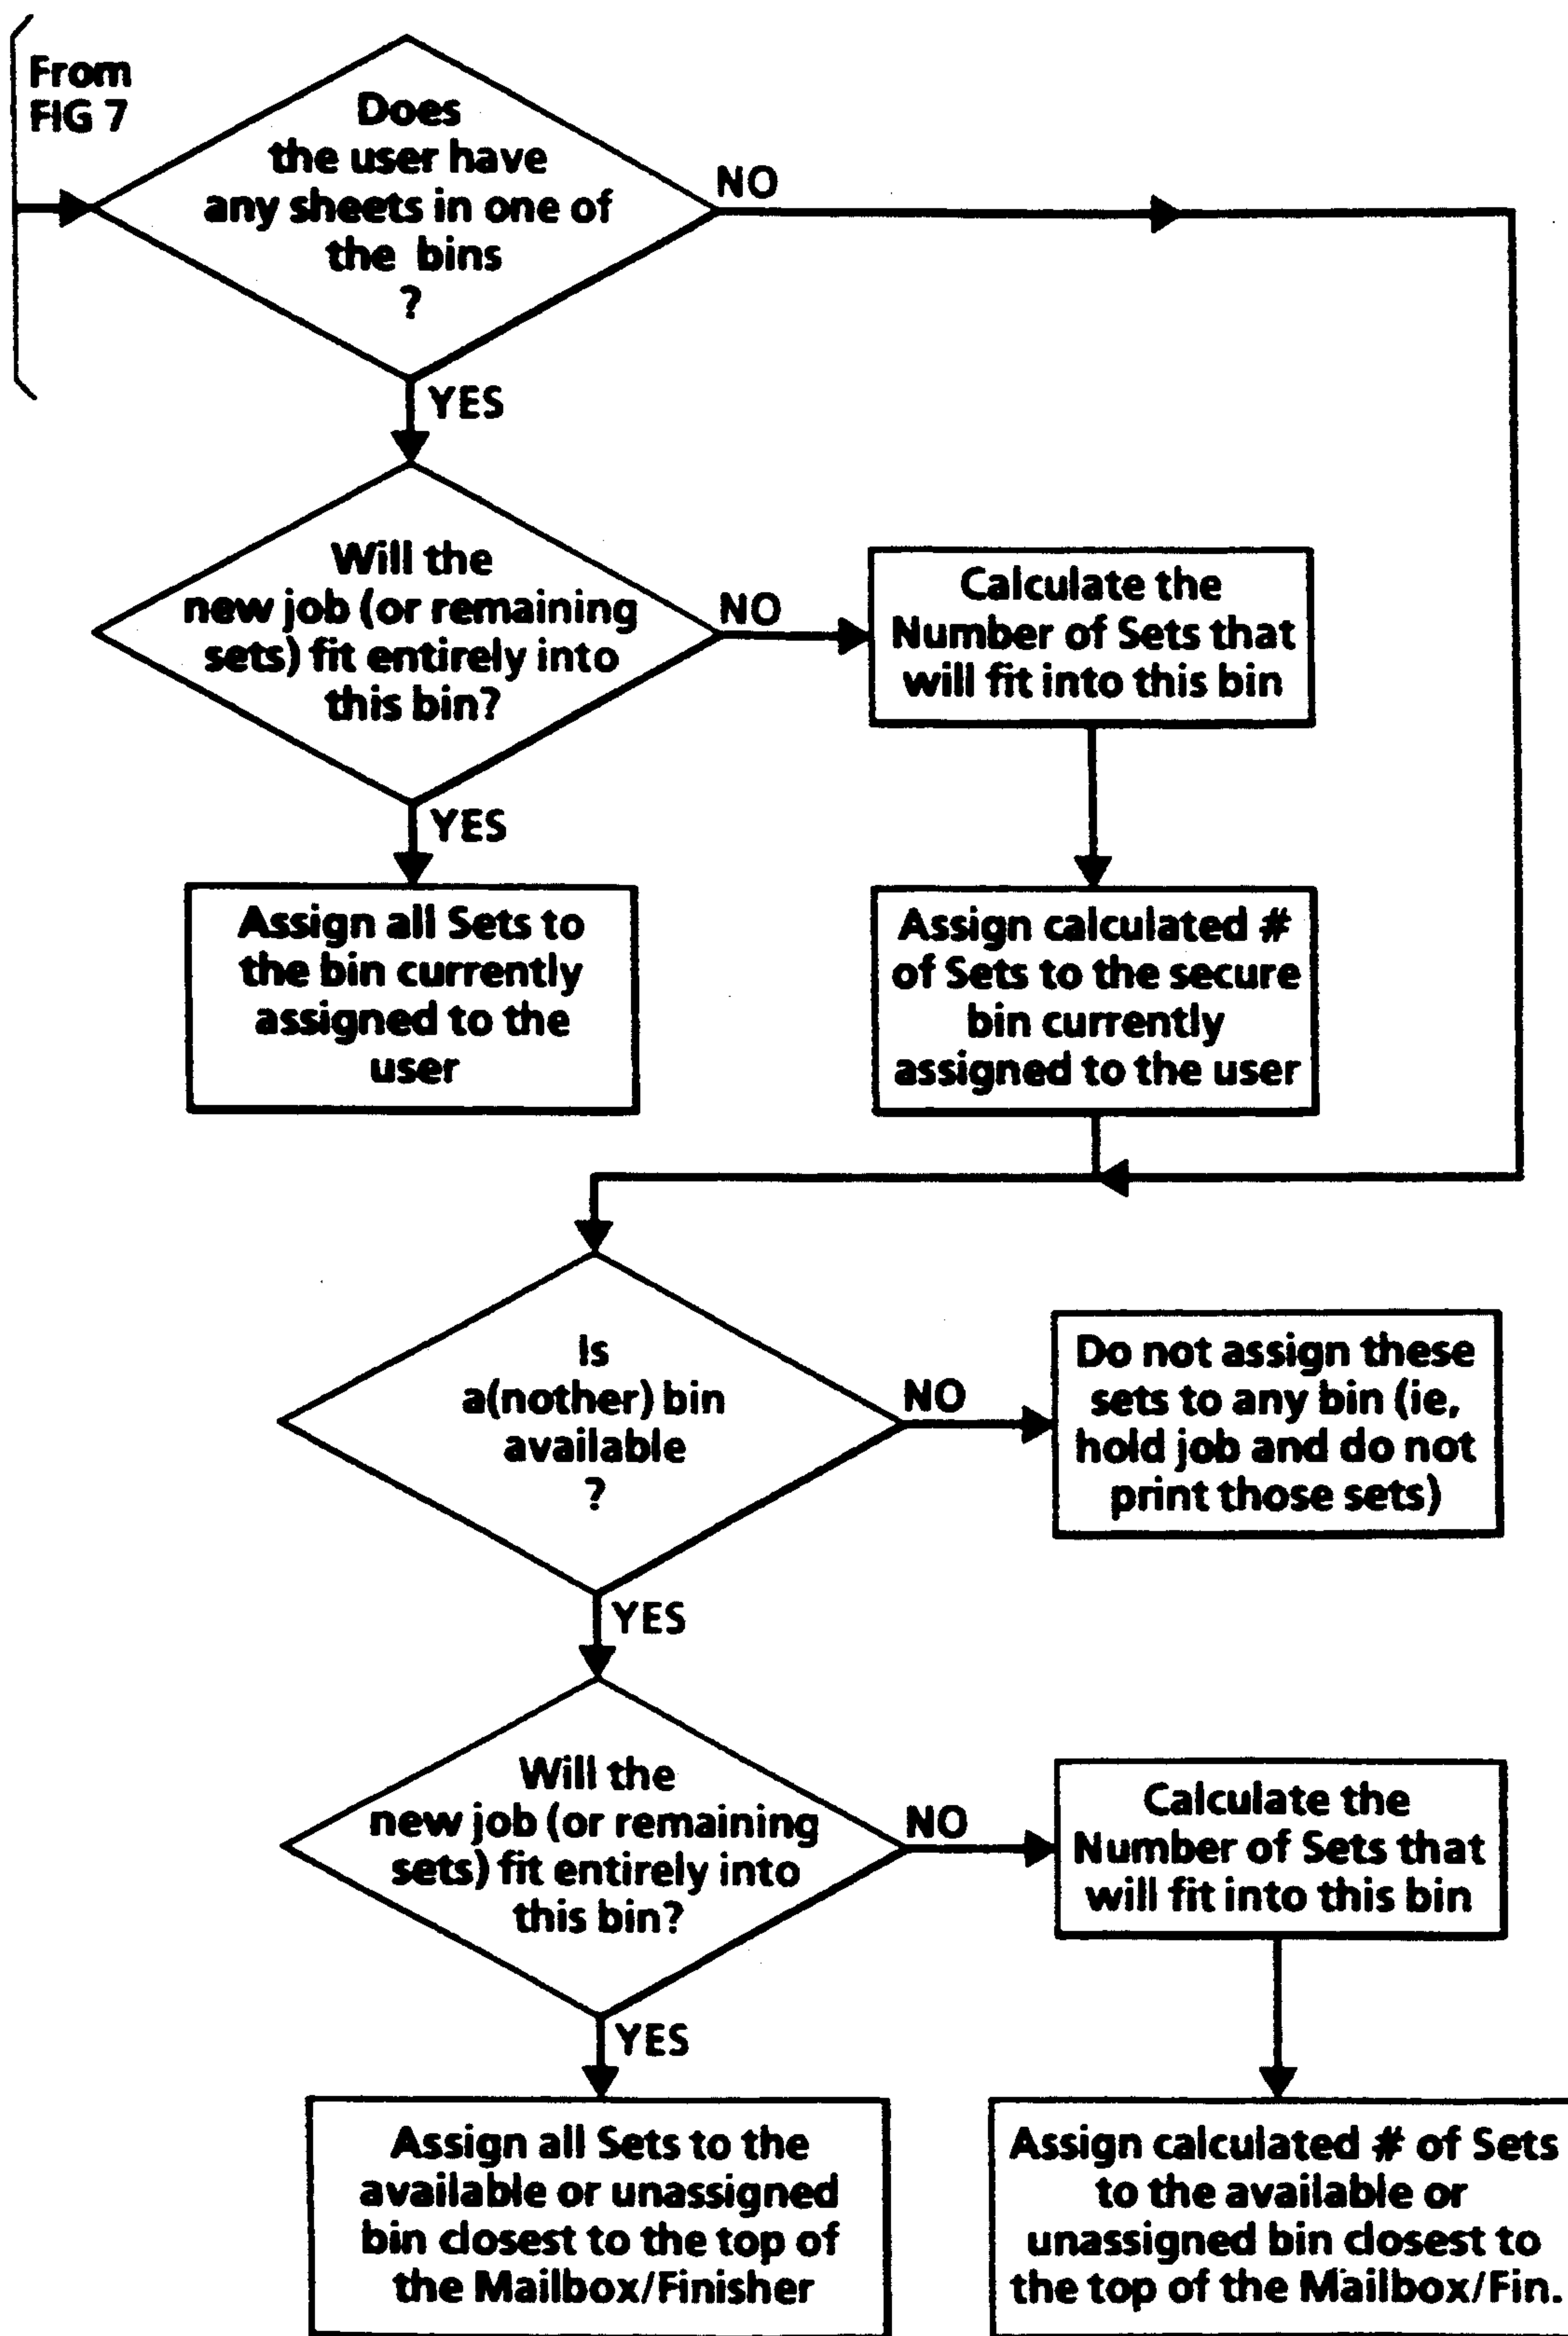 From
FIG 7
Does
the user have
any sheets in one of
the bins
?
NO
YES
Will the
new job (or remaining
sets) fit entirely into
this bin?
NO
Calculate the
Number of Sets that
will fit into this bin
YES
Assign all Sets to
the bin currently
assigned to the
user
Assign calculated #
of Sets to the secure
bin currently
assigned to the user
Is
a(nother) bin
available
?
NO
Do not assign these
sets to any bin (ie,
hold job and do not
print those sets)
YES
Will the
new job (or remaining
sets) fit entirely into
this bin?
NO
Calculate the
Number of Sets that
will fit into this bin
YES
Assign all Sets to the
available or unassigned
bin closest to the top of
the Mailbox/Finisher
Assign calculated # of Sets
to the available or
unassigned bin closest to
the top of the Mailbox/Fin.